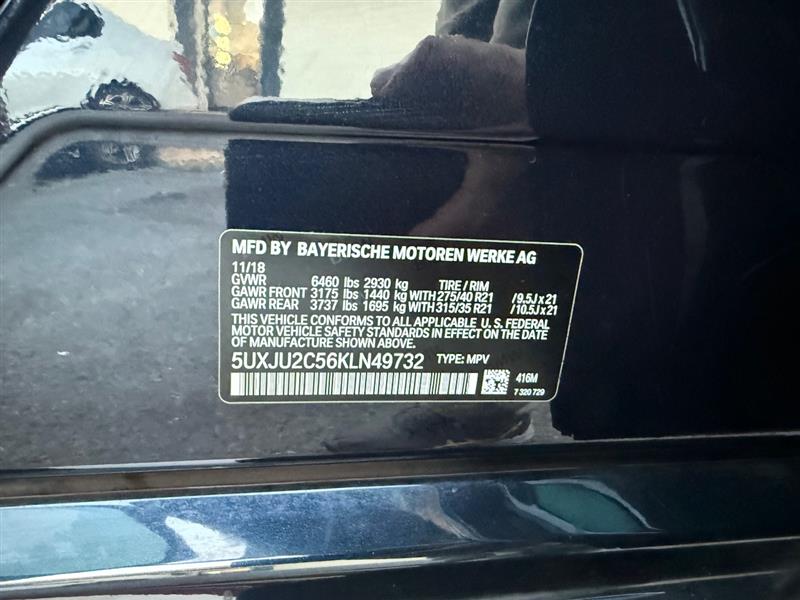 MFD BY BAYERISCHE MOTOREN WERKE AG
11/18
GVWR 6460 lbs 2930 kg TIRE / RIM
GAWR FRONT 3175 lbs 1440 kg WITH 275/40 R21 /9.5J x 21
GAWR REAR 3737 lbs 1695 kg WITH 315/35 R21 /10.5J x 21
THIS VEHICLE CONFORMS TO ALL APPLICABLE U. S. FEDERAL
MOTOR VEHICLE SAFETY STANDARDS IN EFFECT ON THE DATE OF
MANUFACTURE SHOWN ABOVE.
5UXJU2C56KLN49732 TYPE: MPV
416M
7 320 729